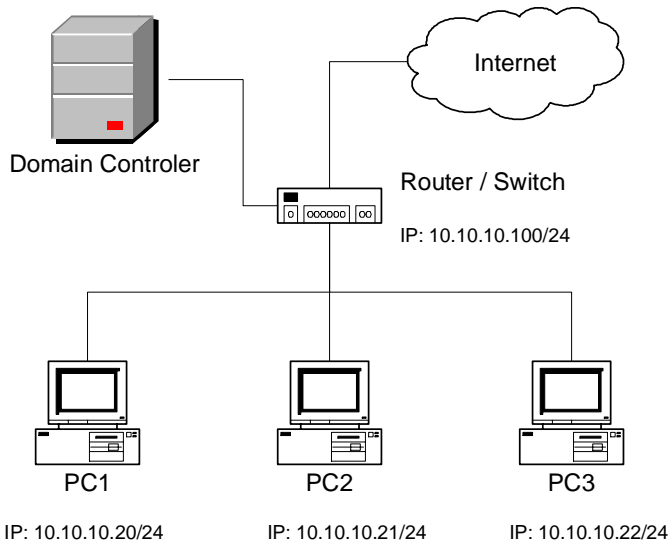 Internet
Domain Controler
Router / Switch
IP: 10.10.10.100/24
PC1
PC2
PC3
IP: 10.10.10.20/24
IP: 10.10.10.21/24
IP: 10.10.10.22/24